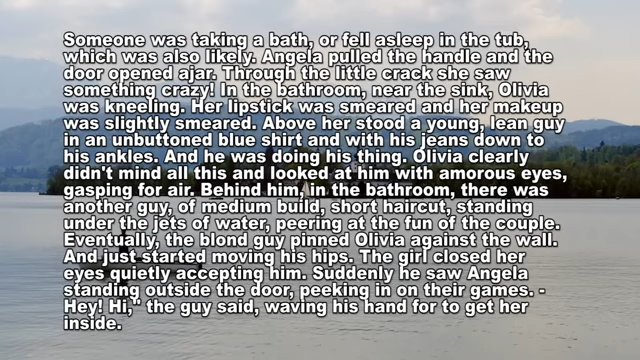 Someone was taking a bath, or fell asleep in the tub,
which was also likely. Angela pulled the handle and the
door opened ajar. Through the little crack she saw
something crazy! In the bathroom, near the sink, Olivia
was kneeling. Her lipstick was smeared and her makeup
was slightly smeared. Above her stood a young, lean guy
in an unbuttoned blue shirt and with his jeans down to
his ankles. And he was doing his thing. Olivia clearly
didn't mind all this and looked at him with amorous eyes,
gasping for air. Behind him, in the bathroom, there was
another guy, of medium build, short haircut, standing
under the jets of water, peering at the fun of the couple.
Eventually, the blond guy pinned Olivia against the wall.
And just started moving his hips. The girl closed her
eyes quietly accepting him. Suddenly he saw Angela
standing outside the door, peeking in on their games. -
Hey! Hi," the guy said, waving his hand for to get her
inside.